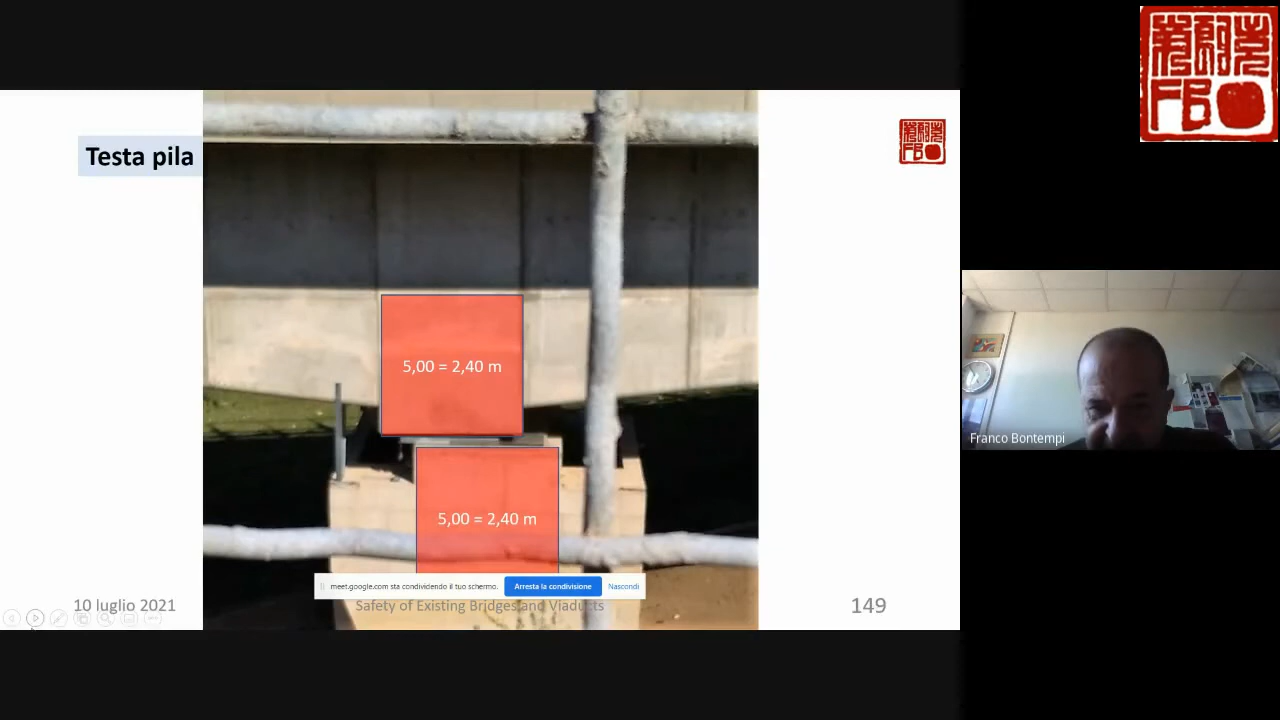 Testa pila
5,00 = 2,40 m
5,00 = 2,40 m
meet.google.com sta condividendo il tuo schermo.
Arresta la condivisione
Nascondi
10 luglio 2021
Safety of Existing Bridges and Viaducts
149
Franco Bontempi
FB